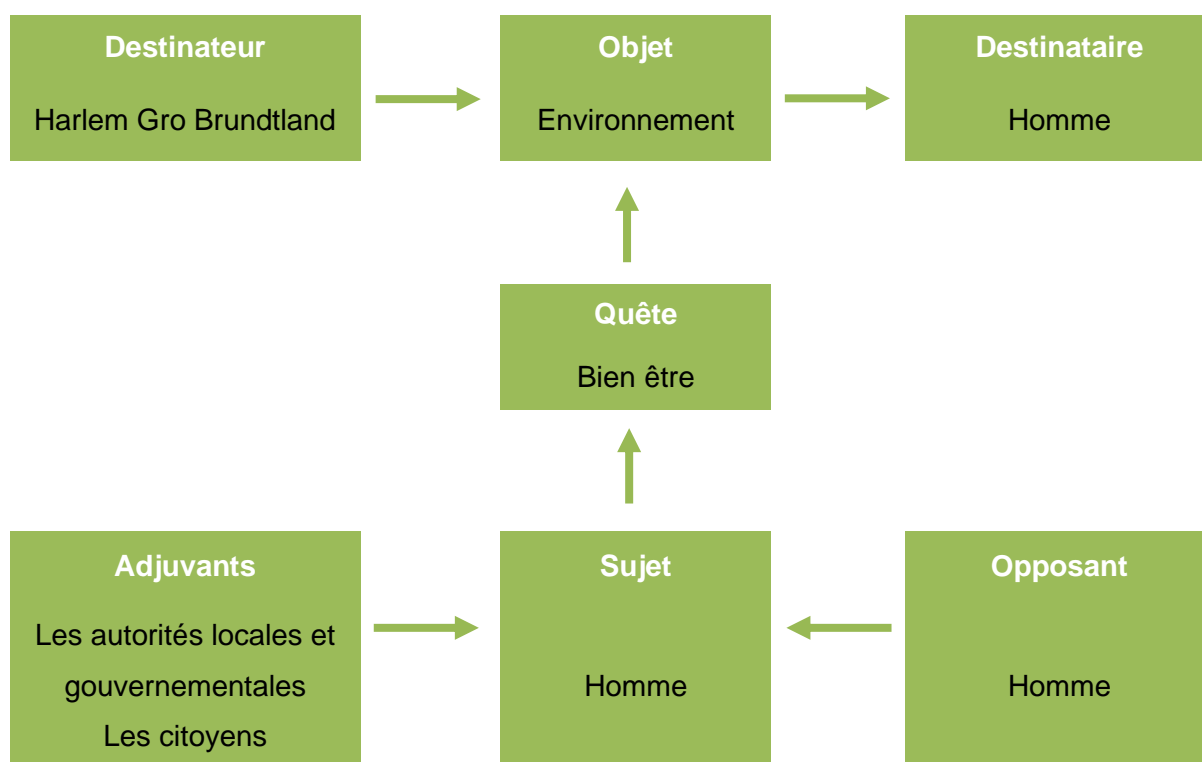 Destinateur
Harlem Gro Brundtland
Objet
Environnement
Destinataire
Homme
Quête
Bien être
Adjuvants
Les autorités locales et
gouvernementales
Les citoyens
Sujet
Homme
Opposant
Homme